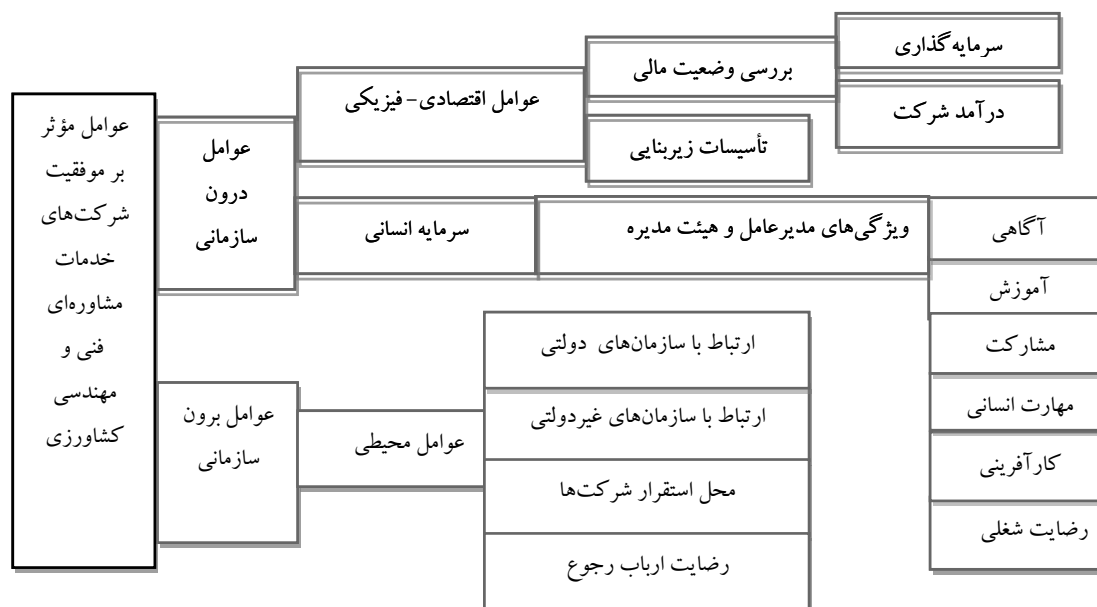 عوامل مؤثر
بر موفقیت
شرکت‌های
خدمات
مشاوره‌ای
فنی و
مهندسی
کشاورزی
عوامل
درون
سازمانی
عوامل اقتصادی- فیزیکی
بررسی وضعیت مالی
سرمایه‌گذاری
درآمد شرکت
تأسیسات زیربنایی
سرمایه انسانی
ویژگی‌های مدیرعامل و هیئت مدیره
آگاهی
آموزش
مشارکت
مهارت انسانی
کارآفرینی
رضایت شغلی
عوامل برون
سازمانی
عوامل محیطی
ارتباط با سازمان‌های دولتی
ارتباط با سازمان‌های غیردولتی
محل استقرار شرکت‌ها
رضایت ارباب رجوع